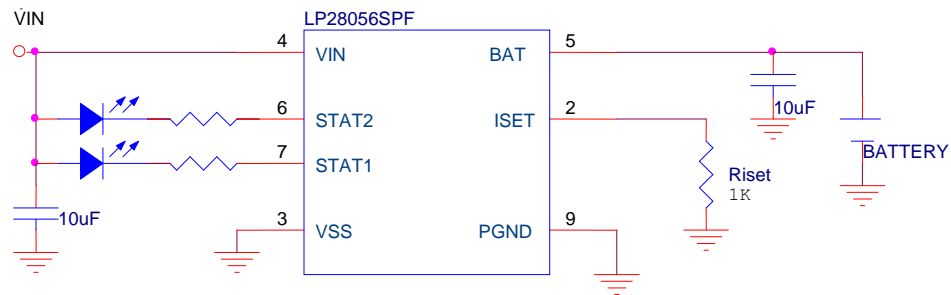 VIN
LP28056SPF
4
VIN
BAT
5
10uF
6
STAT2
ISET
2
7
STAT1
BATTERY
Riset
1K
10uF
3
VSS
PGND
9